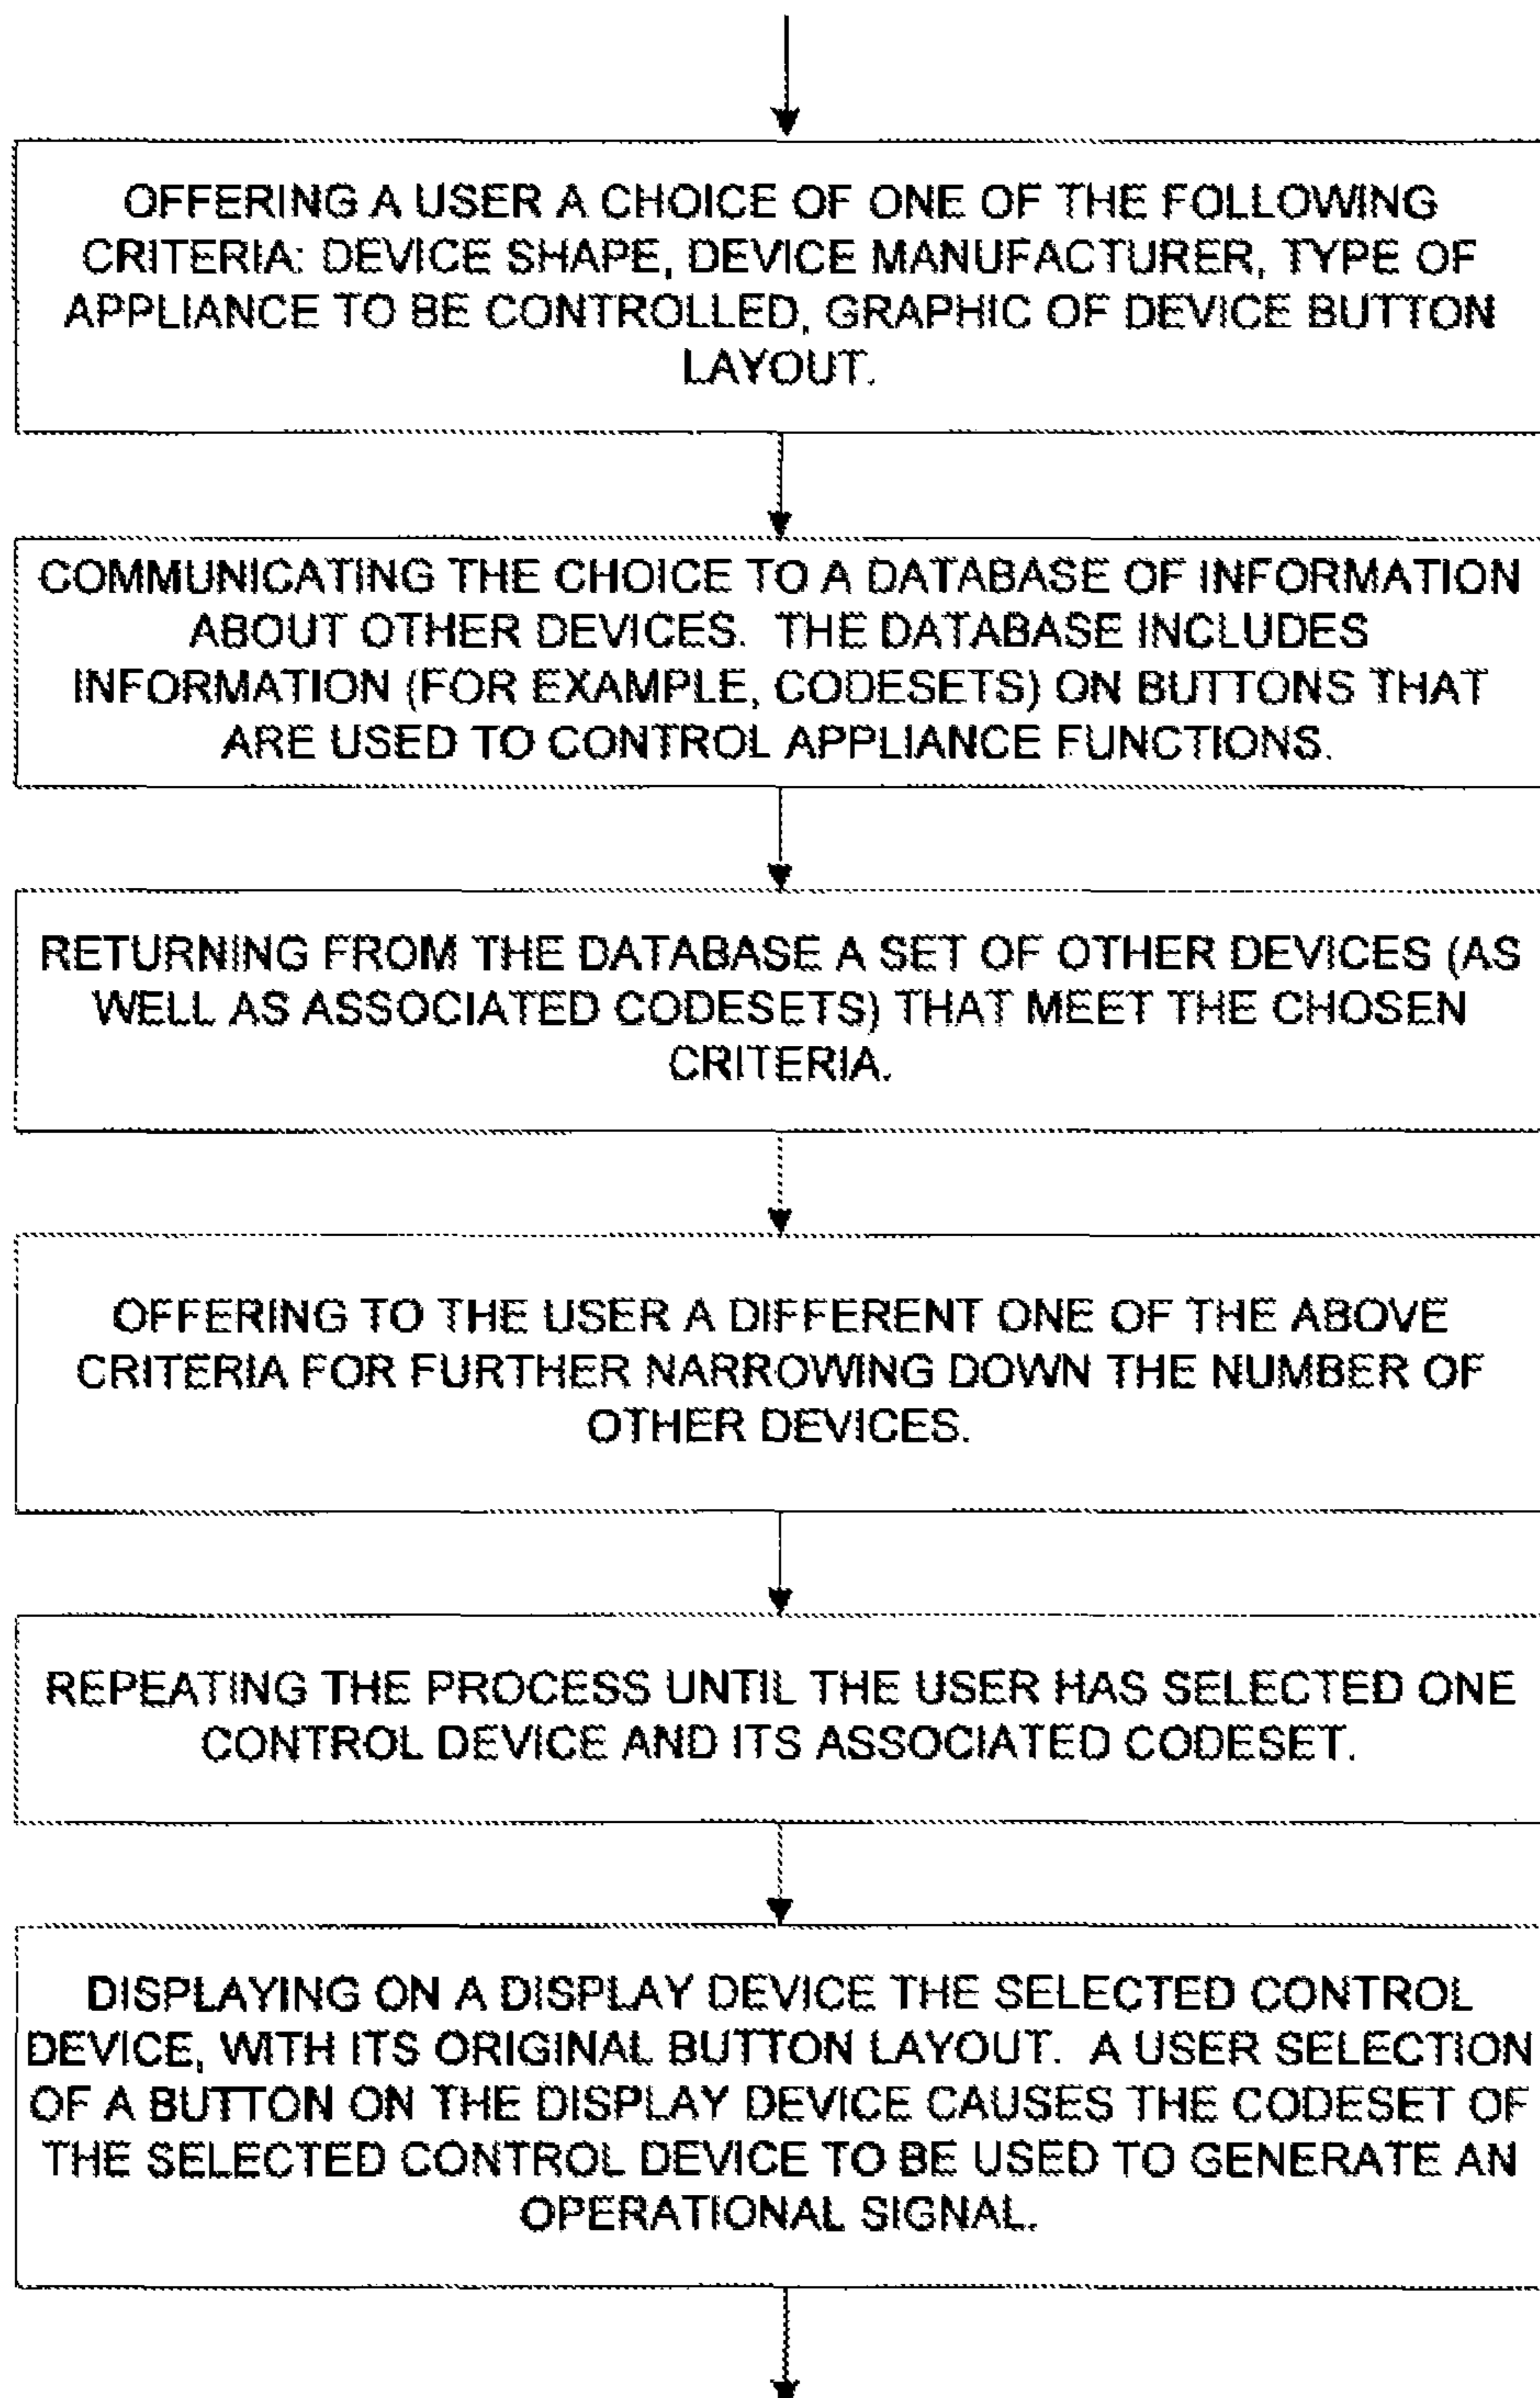 OFFERING A USER A CHOICE OF ONE OF THE FOLLOWING
CRITERIA: DEVICE SHAPE, DEVICE MANUFACTURER, TYPE OF
APPLIANCE TO BE CONTROLLED, GRAPHIC OF DEVICE BUTTON
LAYOUT.
COMMUNICATING THE CHOICE TO A DATABASE OF INFORMATION
ABOUT OTHER DEVICES. THE DATABASE INCLUDES
INFORMATION (FOR EXAMPLE, CODESETS) ON BUTTONS THAT
ARE USED TO CONTROL APPLIANCE FUNCTIONS.
RETURNING FROM THE DATABASE A SET OF OTHER DEVICES (AS
WELL AS ASSOCIATED CODESETS) THAT MEET THE CHOSEN
CRITERIA.
OFFERING TO THE USER A DIFFERENT ONE OF THE ABOVE
CRITERIA FOR FURTHER NARROWING DOWN THE NUMBER OF
OTHER DEVICES.
REPEATING THE PROCESS UNTIL THE USER HAS SELECTED ONE
CONTROL DEVICE AND ITS ASSOCIATED CODESET.
DISPLAYING ON A DISPLAY DEVICE THE SELECTED CONTROL
DEVICE, WITH ITS ORIGINAL BUTTON LAYOUT. A USER SELECTION
OF A BUTTON ON THE DISPLAY DEVICE CAUSES THE CODESET OF
THE SELECTED CONTROL DEVICE TO BE USED TO GENERATE AN
OPERATIONAL SIGNAL.